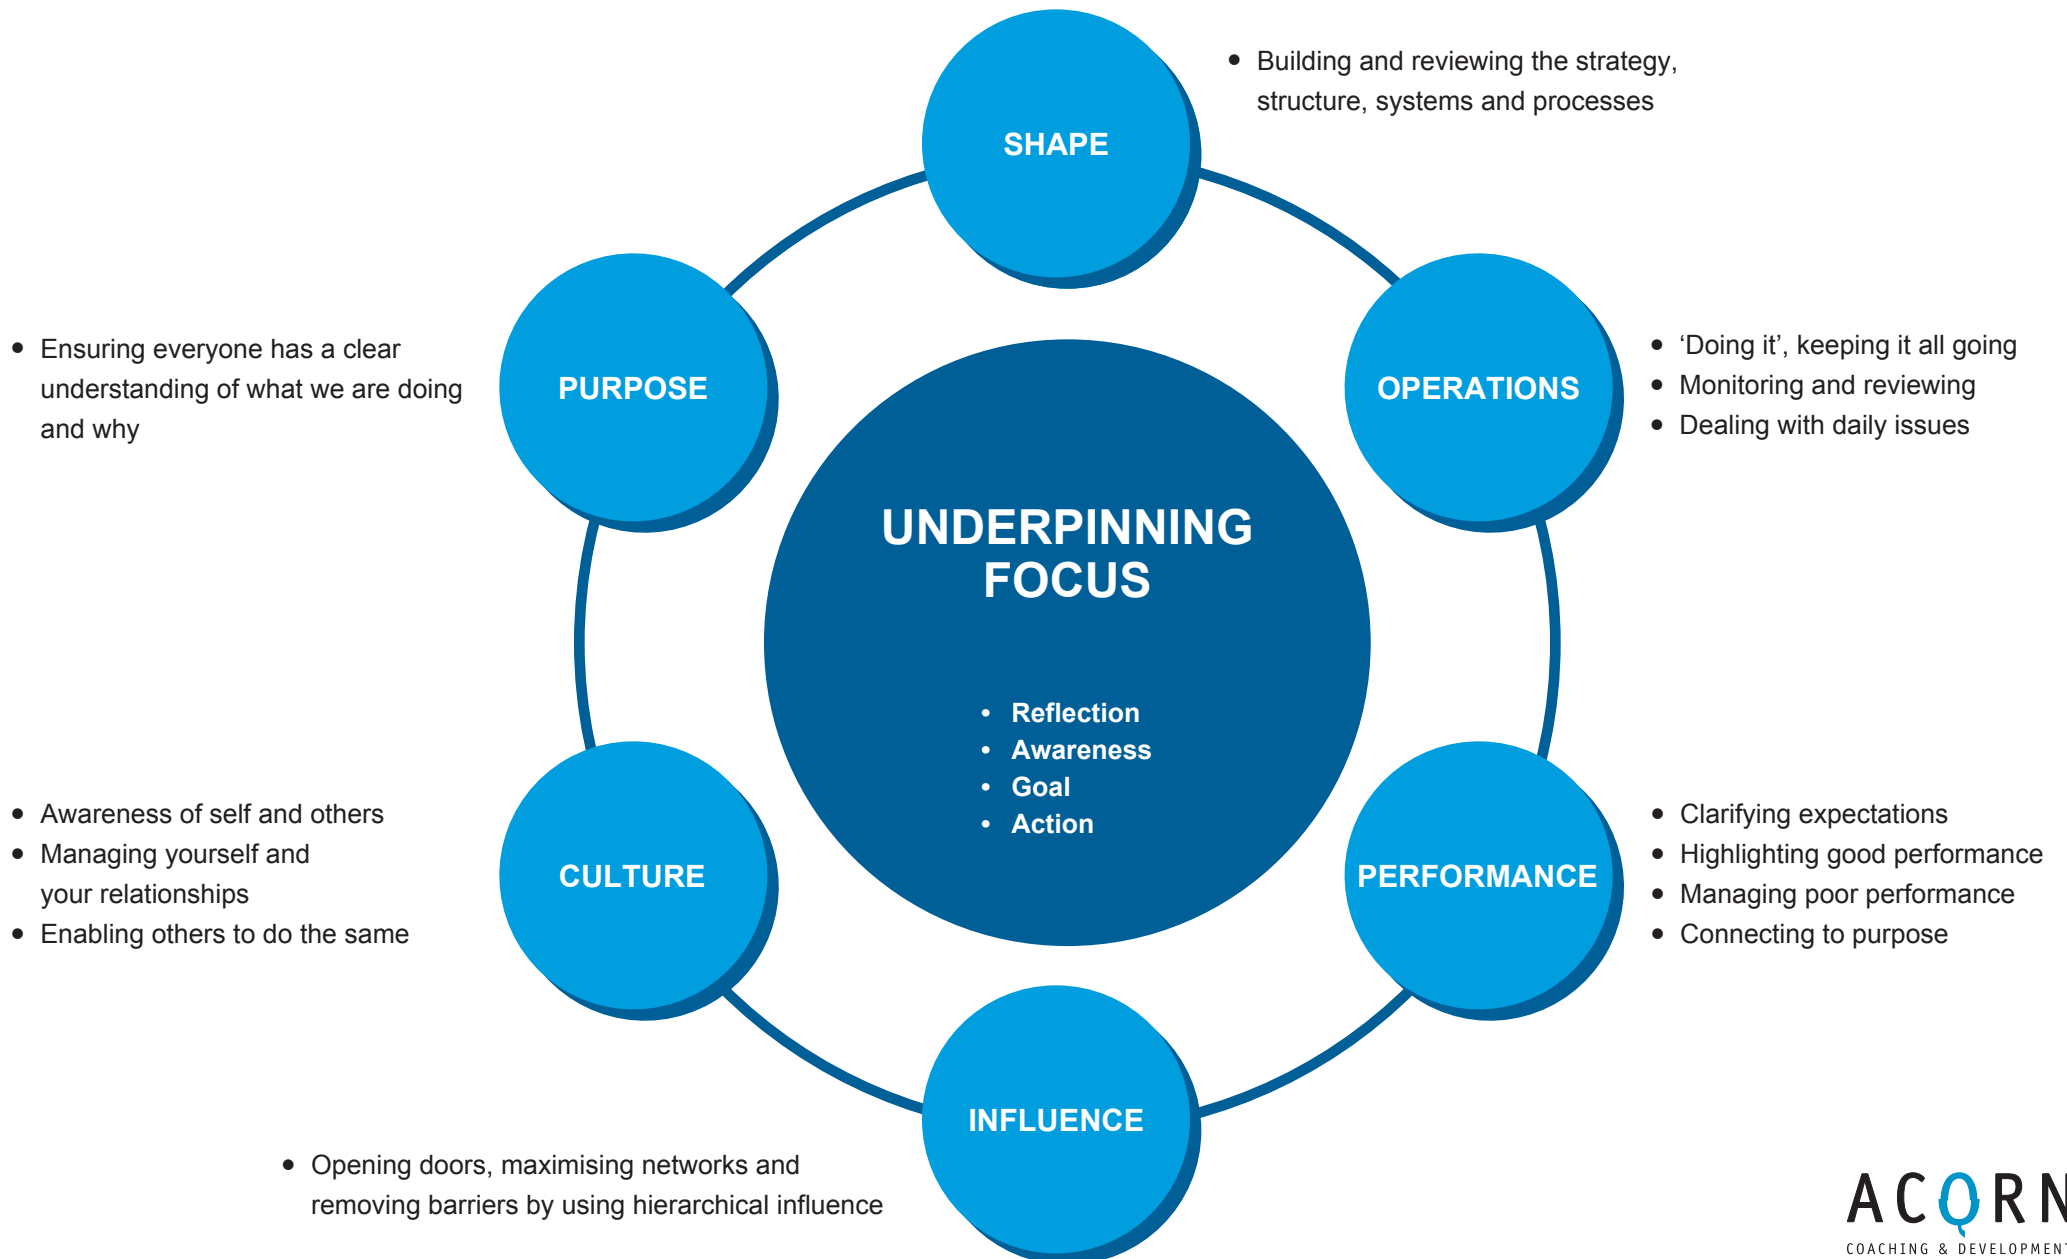 SHAPE
• Building and reviewing the strategy,
structure, systems and processes
PURPOSE
• Ensuring everyone has a clear
understanding of what we are doing
and why
OPERATIONS
• ‘Doing it’, keeping it all going
• Monitoring and reviewing
• Dealing with daily issues
UNDERPINNING
FOCUS
• Reflection
• Awareness
• Goal
• Action
CULTURE
• Awareness of self and others
• Managing yourself and
your relationships
• Enabling others to do the same
PERFORMANCE
• Clarifying expectations
• Highlighting good performance
• Managing poor performance
• Connecting to purpose
INFLUENCE
• Opening doors, maximising networks and
removing barriers by using hierarchical influence
ACORN
COACHING & DEVELOPMENT